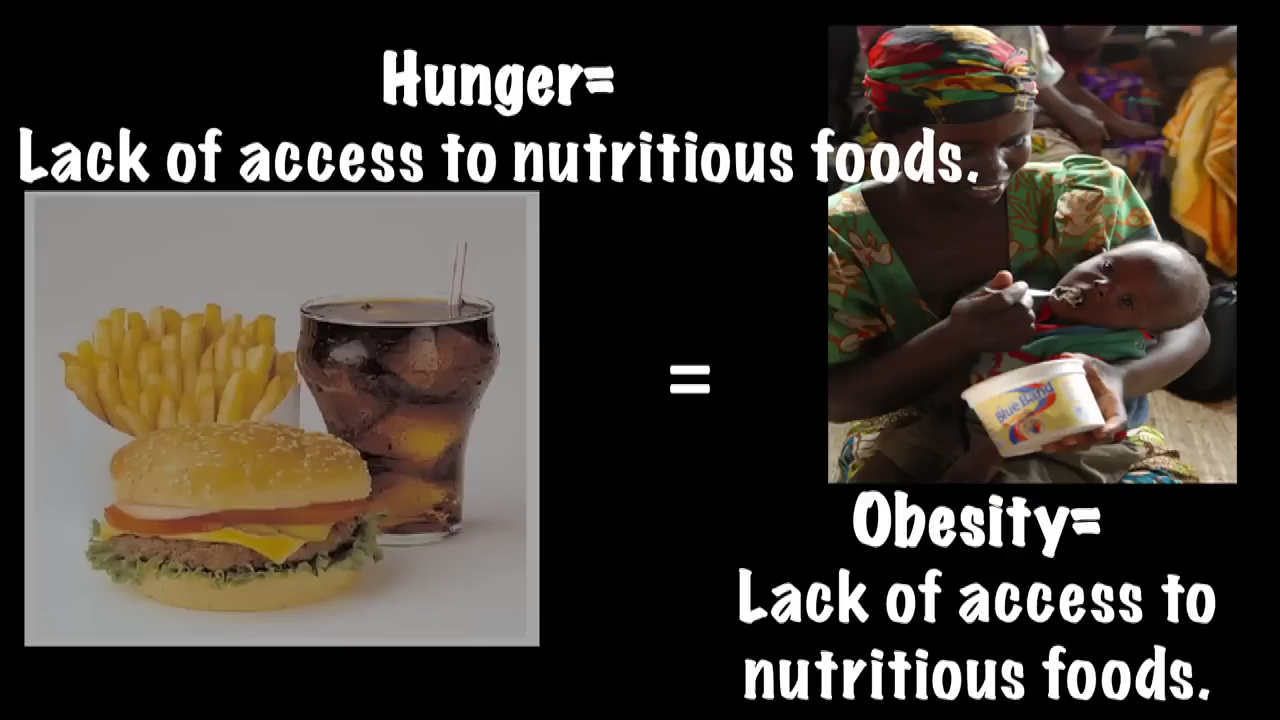 Hunger=
Lack of access to nutritious foods.
=
Blue Band
Obesity=
Lack of access to
nutritious foods.